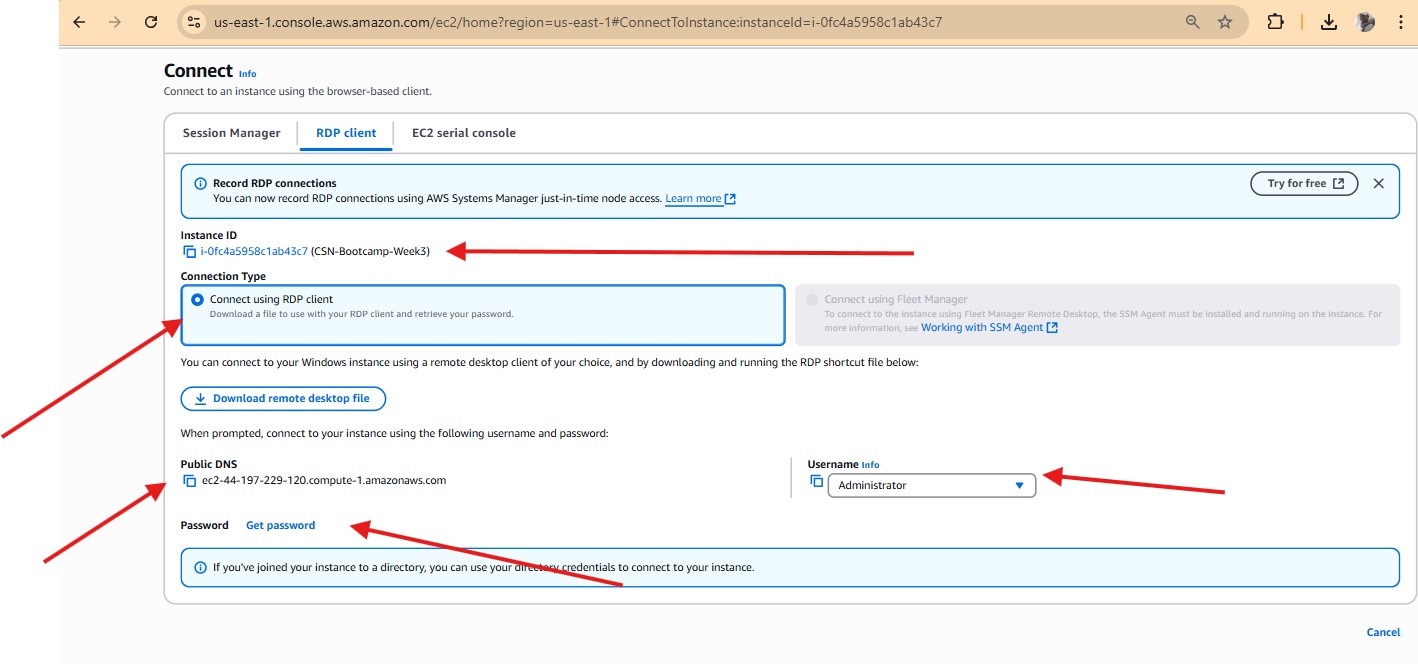 us-east-1.console.aws.amazon.com/ec2/home?region=us-east-1#ConnectToInstance:instanceId=i-0fc4a5958c1ab43c7
Connect Info
Connect to an instance using the browser-based client.
Session Manager RDP client EC2 serial console
Record RDP connections
You can now record RDP connections using AWS Systems Manager just-in-time node access. Learn more
Try for free
Instance ID
i-0fc4a5958c1ab43c7 (CSN-Bootcamp-Week3)
Connection Type
Connect using RDP client
Download a file to use with your RDP client and retrieve your password.
Connect using Fleet Manager
To connect to the instance using Fleet Manager Remote Desktop, the SSM Agent must be installed and running on the instance. For
more information, see Working with SSM Agent
You can connect to your Windows instance using a remote desktop client of your choice, and by downloading and running the RDP shortcut file below:
Download remote desktop file
When prompted, connect to your instance using the following username and password:
Public DNS
ec2-44-197-229-120.compute-1.amazonaws.com
Username Info
Administrator
Password Get password
If you've joined your instance to a directory, you can use your directory credentials to connect to your instance.
Cancel